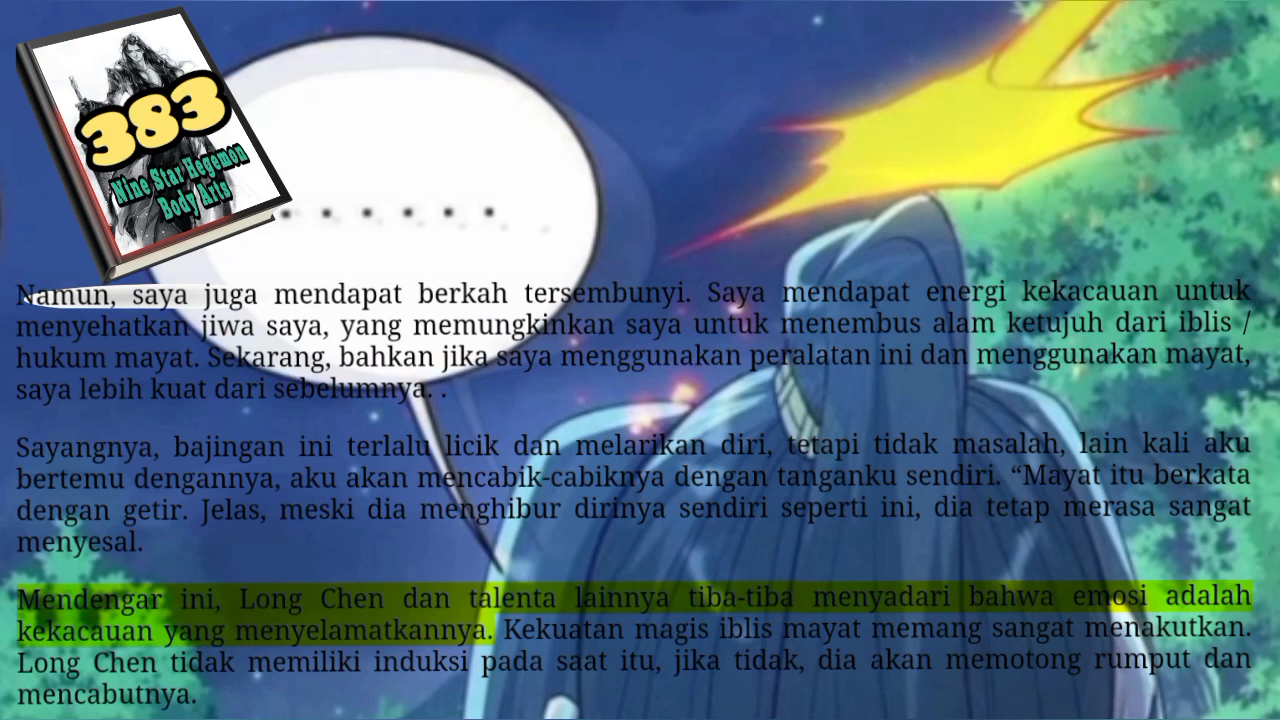 383
Nine Star Hegemon
Body Arts
......
Namun, saya juga mendapat berkah tersembunyi. Saya mendapat energi kekacauan untuk
menyehatkan jiwa saya, yang memungkinkan saya untuk menembus alam ketujuh dari iblis /
hukum mayat. Sekarang, bahkan jika saya menggunakan peralatan ini dan menggunakan mayat,
saya lebih kuat dari sebelumnya. .
Sayangnya, bajingan ini terlalu licik dan melarikan diri, tetapi tidak masalah, lain kali aku
bertemu dengannya, aku akan mencabik-cabiknya dengan tanganku sendiri. “Mayat itu berkata
dengan getir. Jelas, meski dia menghibur dirinya sendiri seperti ini, dia tetap merasa sangat
menyesal.
Mendengar ini, Long Chen dan talenta lainnya tiba-tiba menyadari bahwa emosi adalah
kekacauan yang menyelamatkannya. Kekuatan magis iblis mayat memang sangat menakutkan.
Long Chen tidak memiliki induksi pada saat itu, jika tidak, dia akan memotong rumput dan
mencabutnya.